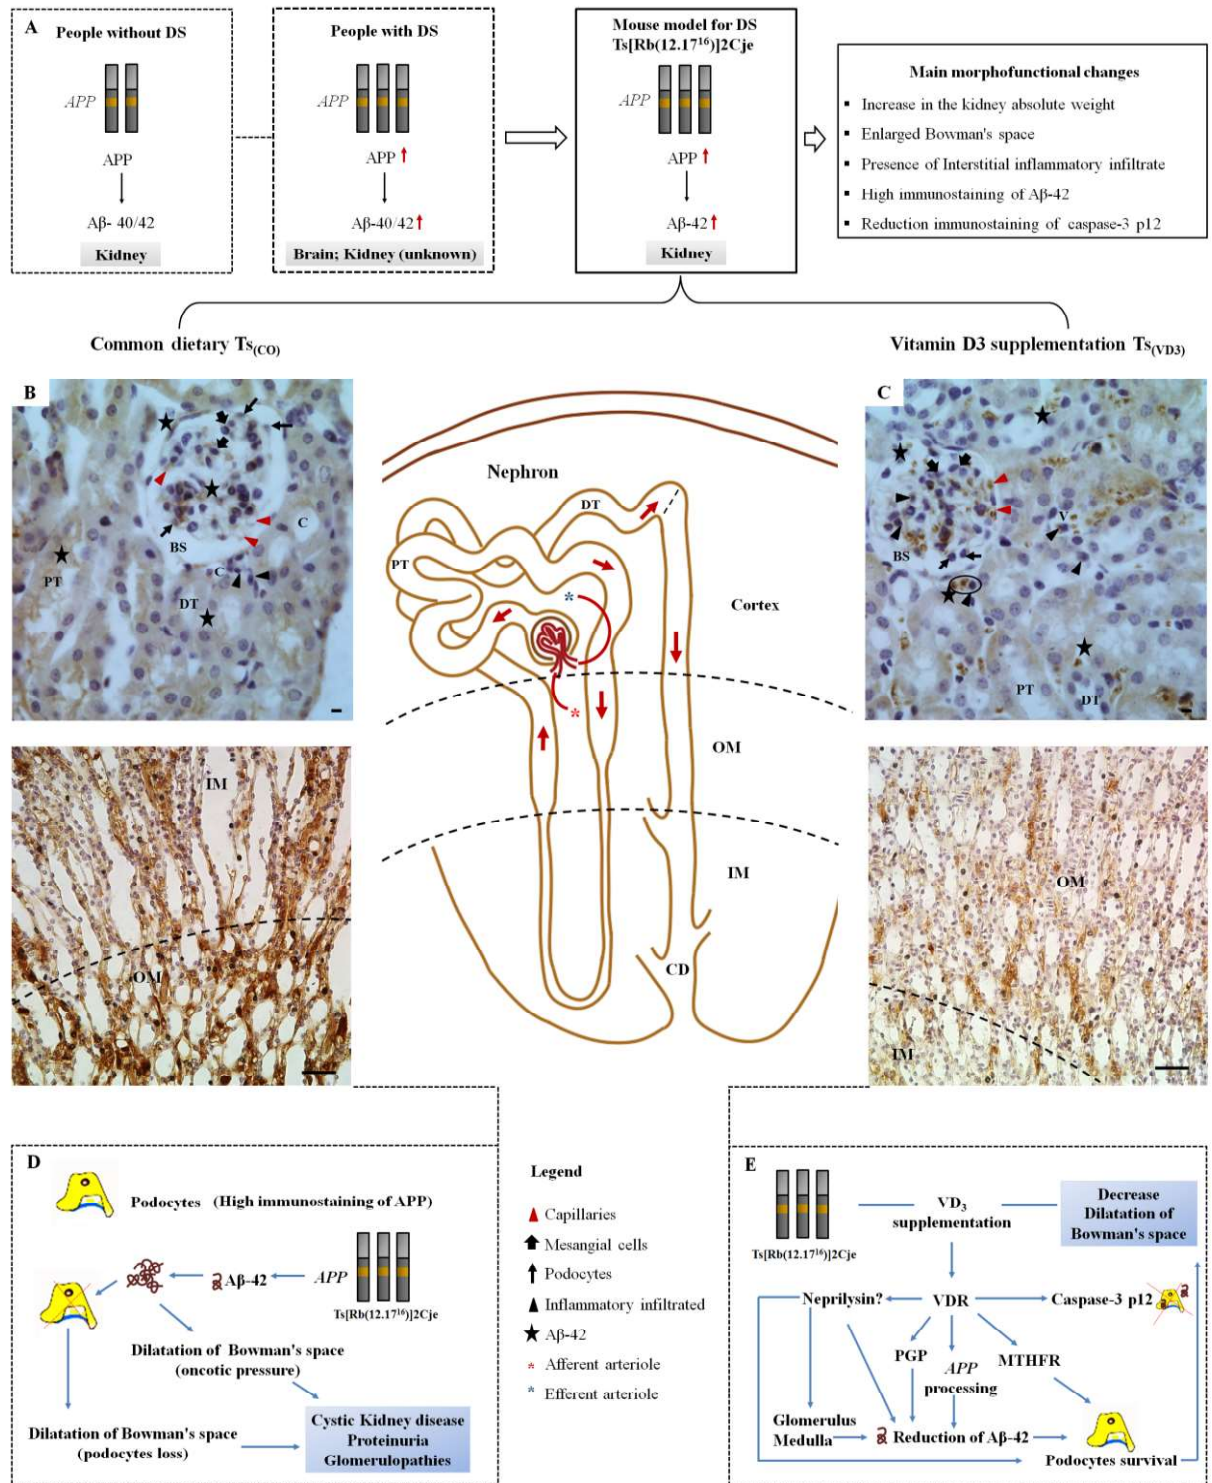 A
People without DS
APP
APP
Aβ- 40/42
Kidney
People with DS
APP
APP
Aβ-40/42
Brain; Kidney (unknown)
Mouse model for DS
Ts[Rb(12.17¹⁶)]2Cje
APP
APP
Aβ-42
Kidney
Main morphofunctional changes
▪ Increase in the kidney absolute weight
▪ Enlarged Bowman's space
▪ Presence of Interstitial inflammatory infiltrate
▪ High immunostaining of Aβ-42
▪ Reduction immunostaining of caspase-3 p12
Common dietary Ts(CO)
Vitamin D3 supplementation Ts(VD3)
B
C
BS
C
PT
DT
IM
OM
Nephron
DT
PT
Cortex
OM
IM
CD
C
V
BS
PT
DT
OM
IM
D
Podocytes (High immunostaining of APP)
Aβ-42
APP
Ts[Rb(12.17¹⁶)]2Cje
Dilatation of Bowman's space
(oncotic pressure)
Dilatation of Bowman's space
(podocytes loss)
Cystic Kidney disease
Proteinuria
Glomerulopathies
Legend
Capillaries
Mesangial cells
Podocytes
Inflammatory infiltrated
Aβ-42
* Afferent arteriole
* Efferent arteriole
E
Ts[Rb(12.17¹⁶)]2Cje
VD₃
supplementation
Decrease
Dilatation of
Bowman's space
Neprilysin?
VDR
Caspase-3 p12
PGP
APP
processing
MTHFR
Glomerulus
Medulla
Reduction of Aβ-42
Podocytes survival